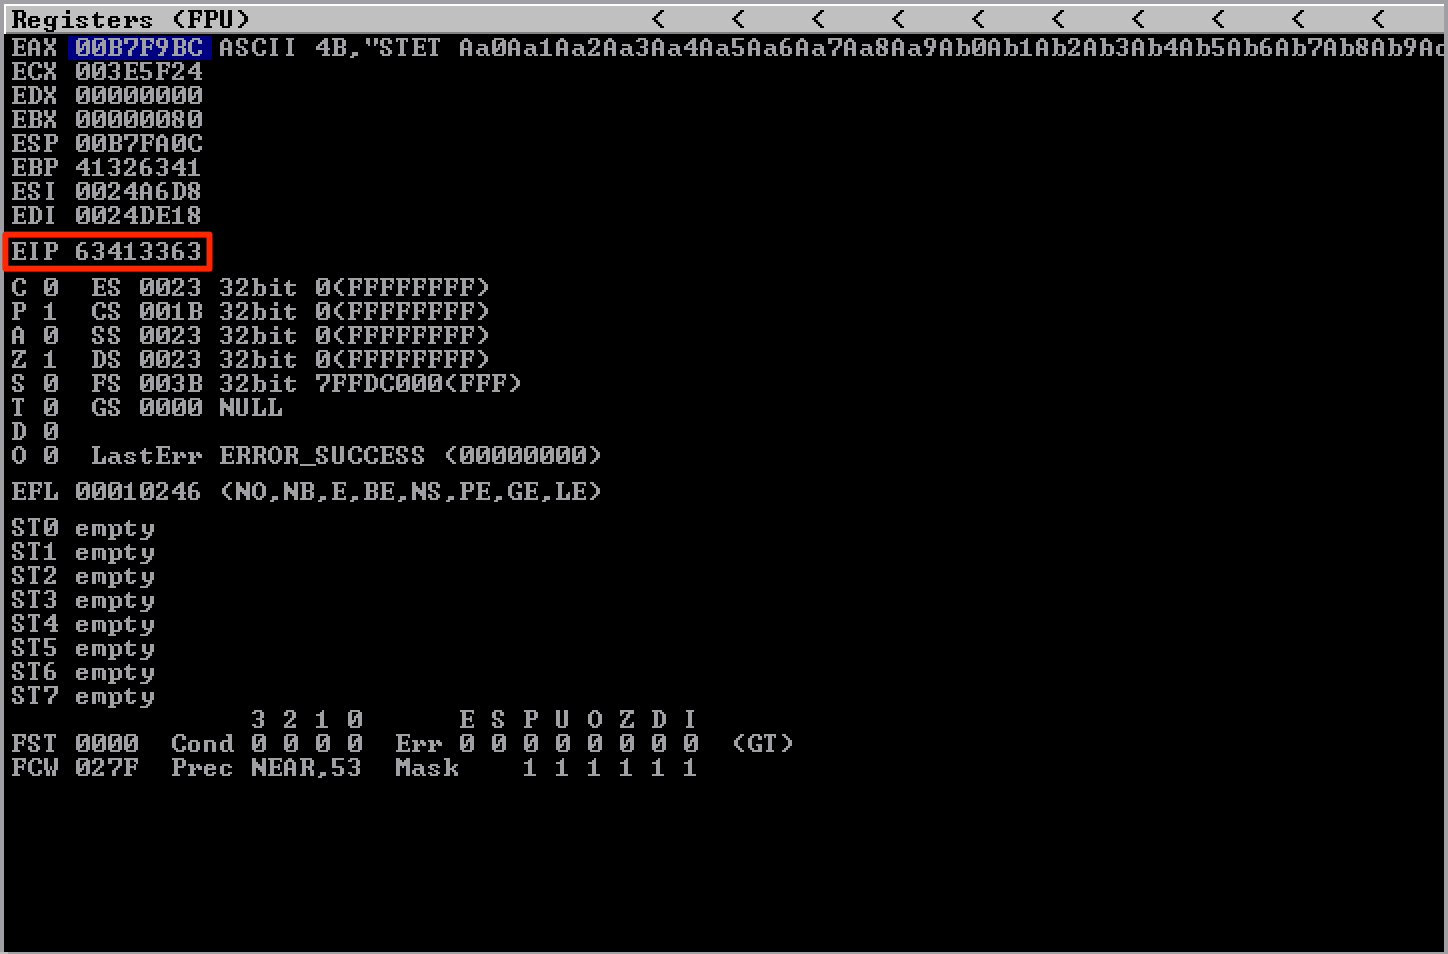 Registers (FPU) < < < < < < < < < <
EAX 00B7F9BC ASCII 4B,"STET Aa0Aa1Aa2Aa3Aa4Aa5Aa6Aa7Aa8Aa9Ab0Ab1Ab2Ab3Ab4Ab5Ab6Ab7Ab8Ab9Ac
ECX 003E5F24
EDX 00000000
EBX 00000080
ESP 00B7FA0C
EBP 41326341
ESI 0024A6D8
EDI 0024DE18
EIP 63413363
C 0 ES 0023 32bit 0(FFFFFFFF)
P 1 CS 001B 32bit 0(FFFFFFFF)
A 0 SS 0023 32bit 0(FFFFFFFF)
Z 1 DS 0023 32bit 0(FFFFFFFF)
S 0 FS 003B 32bit 7FFDC000(FFF)
T 0 GS 0000 NULL
D 0
O 0 LastErr ERROR_SUCCESS (00000000)
EFL 00010246 (NO,NB,E,BE,NS,PE,GE,LE)
ST0 empty
ST1 empty
ST2 empty
ST3 empty
ST4 empty
ST5 empty
ST6 empty
ST7 empty
3 2 1 0 E S P U O Z D I
FST 0000 Cond 0 0 0 0 Err 0 0 0 0 0 0 0 0 (GT)
FCW 027F Prec NEAR,53 Mask 1 1 1 1 1 1